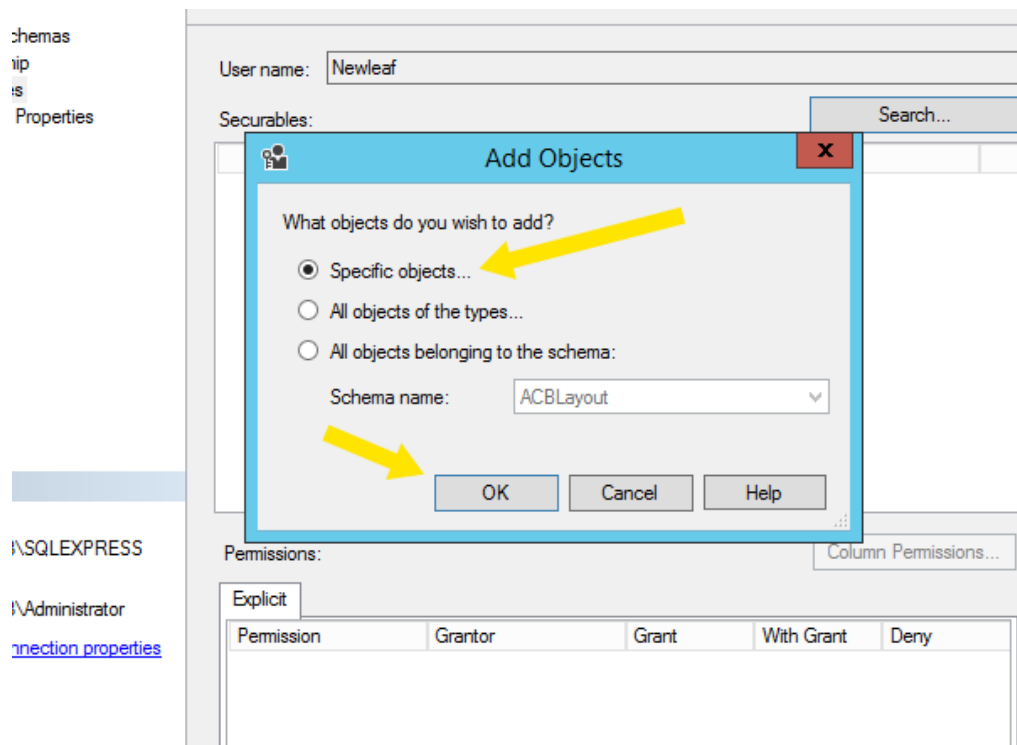 chemas
User name: Newleaf
Properties
Securables:
Search...
Add Objects
X
What objects do you wish to add?
Specific objects...
All objects of the types...
All objects belonging to the schema:
Schema name: ACBLayout
OK Cancel Help
\SQLEXPRESS
Permissions:
Column Permissions...
\Administrator
Explicit
nnection properties
Permission Grantor Grant With Grant Deny